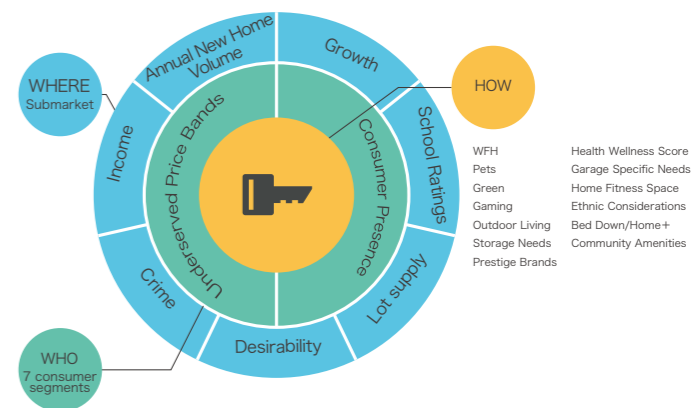 WHERE
Submarket
Annual New Home
Volume
Growth
HOW
Income
School Ratings
Underserved Price Bands
Consumer Presence
WFH
Pets
Green
Gaming
Outdoor Living
Storage Needs
Prestige Brands
Health Wellness Score
Garage Specific Needs
Home Fitness Space
Ethnic Considerations
Bed Down/Home+
Community Amenities
Crime
Lot supply
Desirability
WHO
7 consumer
segments